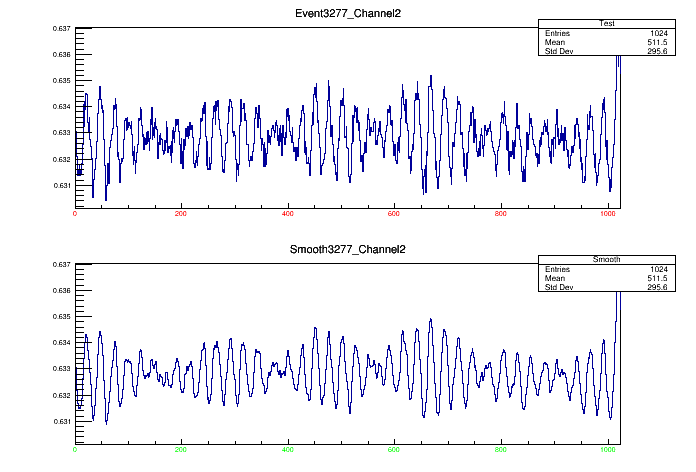 Event3277_Channel2
Test
Entries 1024
Mean 511.5
Std Dev 295.6
0.637
0.636
0.635
0.634
0.633
0.632
0.631
0 200 400 600 800 1000
Smooth3277_Channel2
Smooth
Entries 1024
Mean 511.5
Std Dev 295.6
0.637
0.636
0.635
0.634
0.633
0.632
0.631
0 200 400 600 800 1000